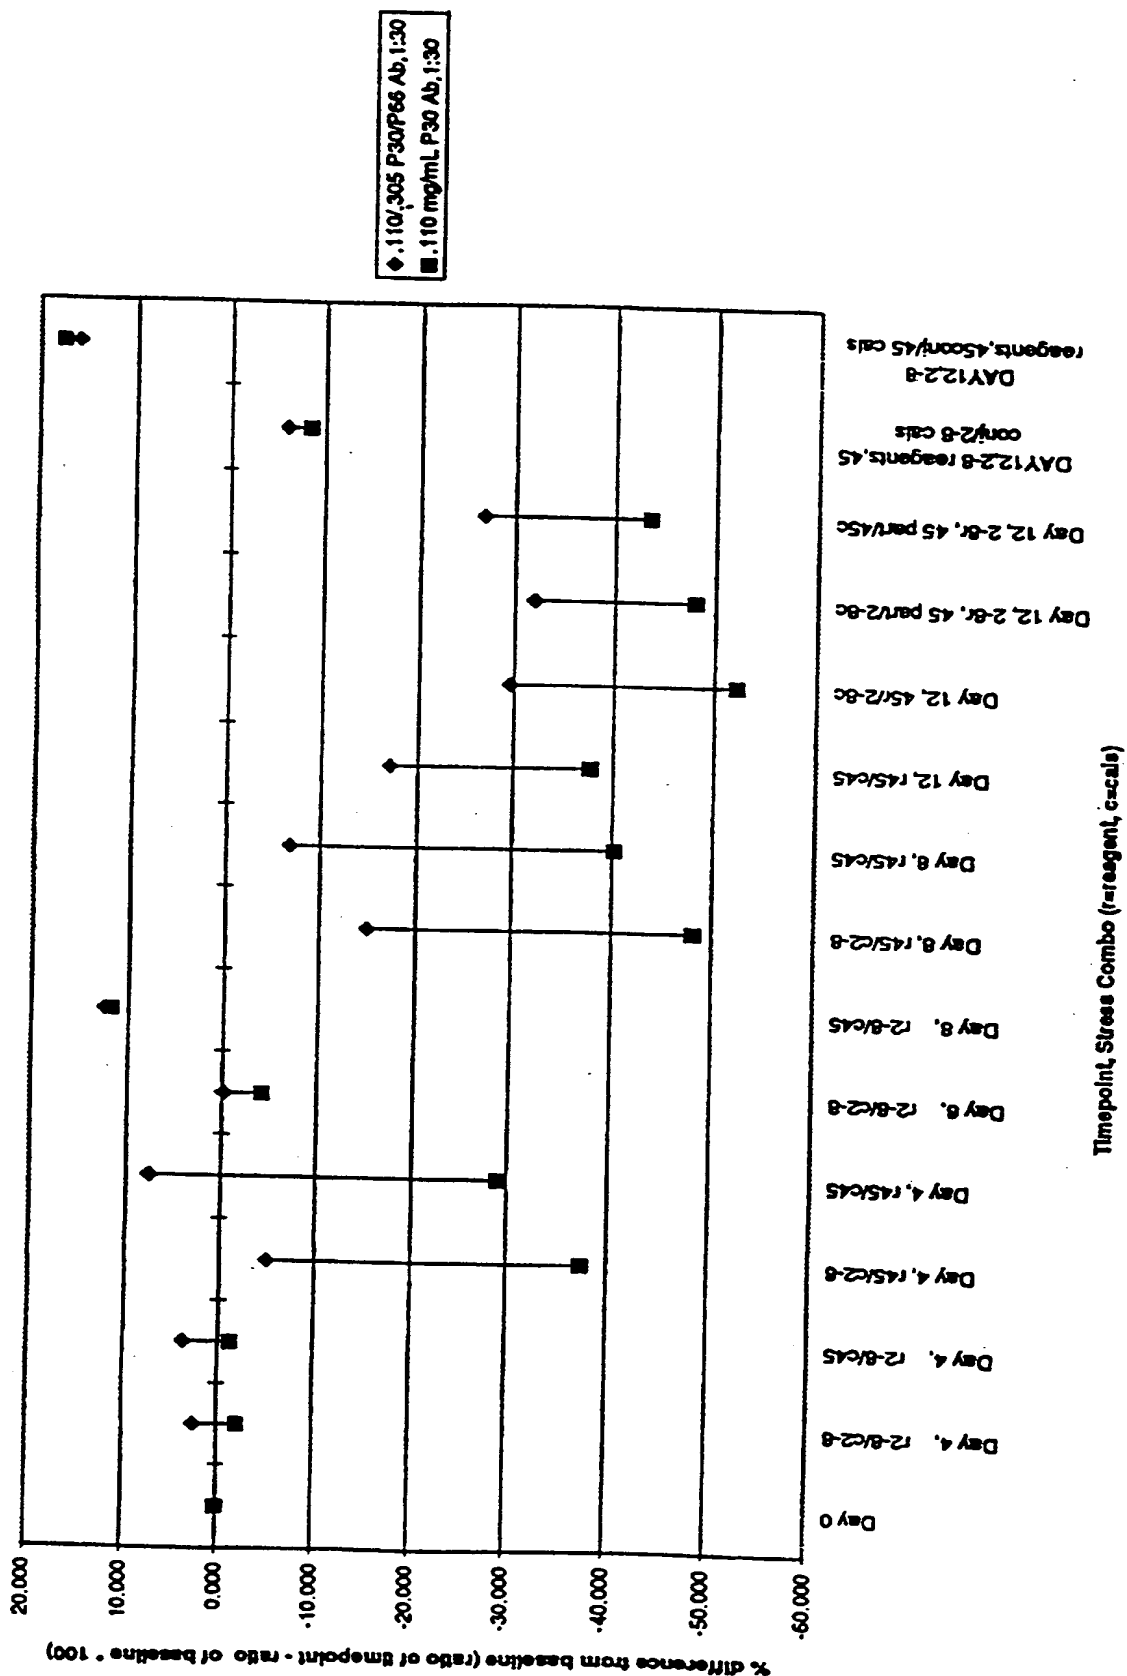 .110/.305 P30/P66 Ab,1:30
.110 mg/mL P30 Ab,1:30
20.000
10.000
0.000
-10.000
-20.000
-30.000
-40.000
-50.000
-60.000
% difference from baseline (ratio of timepoint - ratio of baseline * 100)
Day 0
Day 4, r2-8/c2-8
Day 4, r2-8/c45
Day 4, r45/c2-8
Day 4, r45/c45
Day 8, r2-8/c2-8
Day 8, r2-8/c45
Day 8, r45/c2-8
Day 8, r45/c45
Day 12, r45/c45
Day 12, 45r/2-8c
Day 12, 2-8r, 45 part/2-8c
Day 12, 2-8r, 45 part/45c
DAY12,2-8 reagents,45
conj/2-8 cals
DAY12,2-8
reagents,45conj/45 cals
Timepoint, Stress Combo (r=reagent, c=cals)